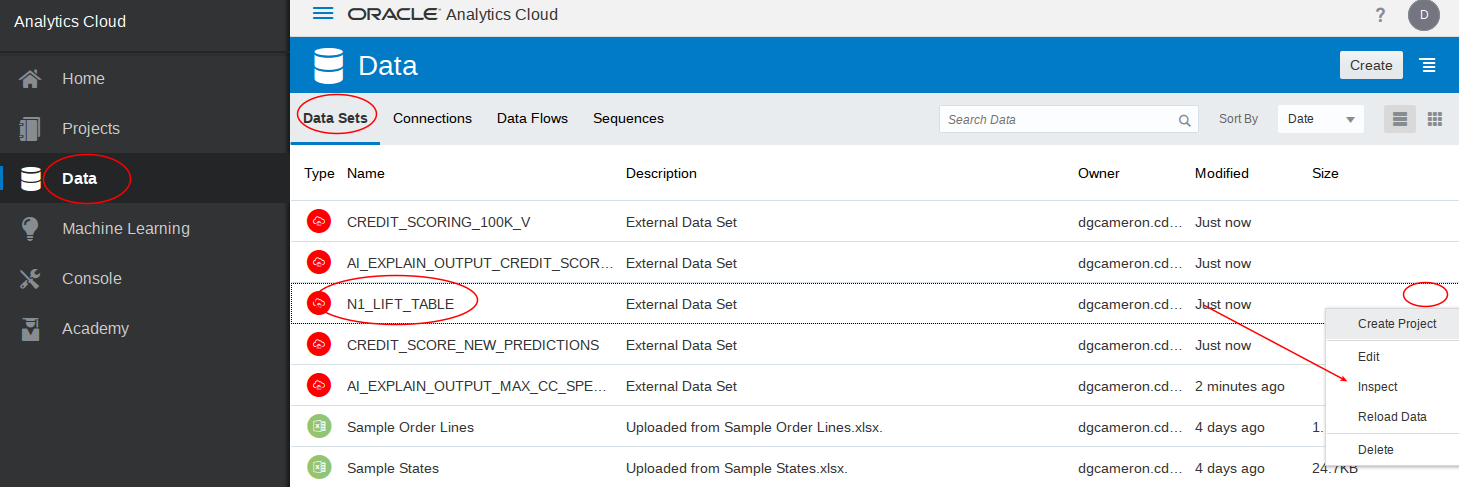 Analytics Cloud
Home
Projects
Data
Machine Learning
Console
Academy
ORACLE Analytics Cloud
? D
Data
Create
Data Sets Connections Data Flows Sequences Search Data Sort By Date
Type Name Description Owner Modified Size
CREDIT_SCORING_100K_V External Data Set dgcameron.cd... Just now
AI_EXPLAIN_OUTPUT_CREDIT_SCOR... External Data Set dgcameron.cd... Just now
N1_LIFT_TABLE External Data Set dgcameron.cd... Just now
CREDIT_SCORE_NEW_PREDICTIONS External Data Set dgcameron.cd... Just now
AI_EXPLAIN_OUTPUT_MAX_CC_SPE... External Data Set dgcameron.cd... 2 minutes ago
Sample Order Lines Uploaded from Sample Order Lines.xlsx. dgcameron.cd... 4 days ago 1.
Sample States Uploaded from Sample States.xlsx. dgcameron.cd... 4 days ago 24.7KB
Create Project
Edit
Inspect
Reload Data
Delete